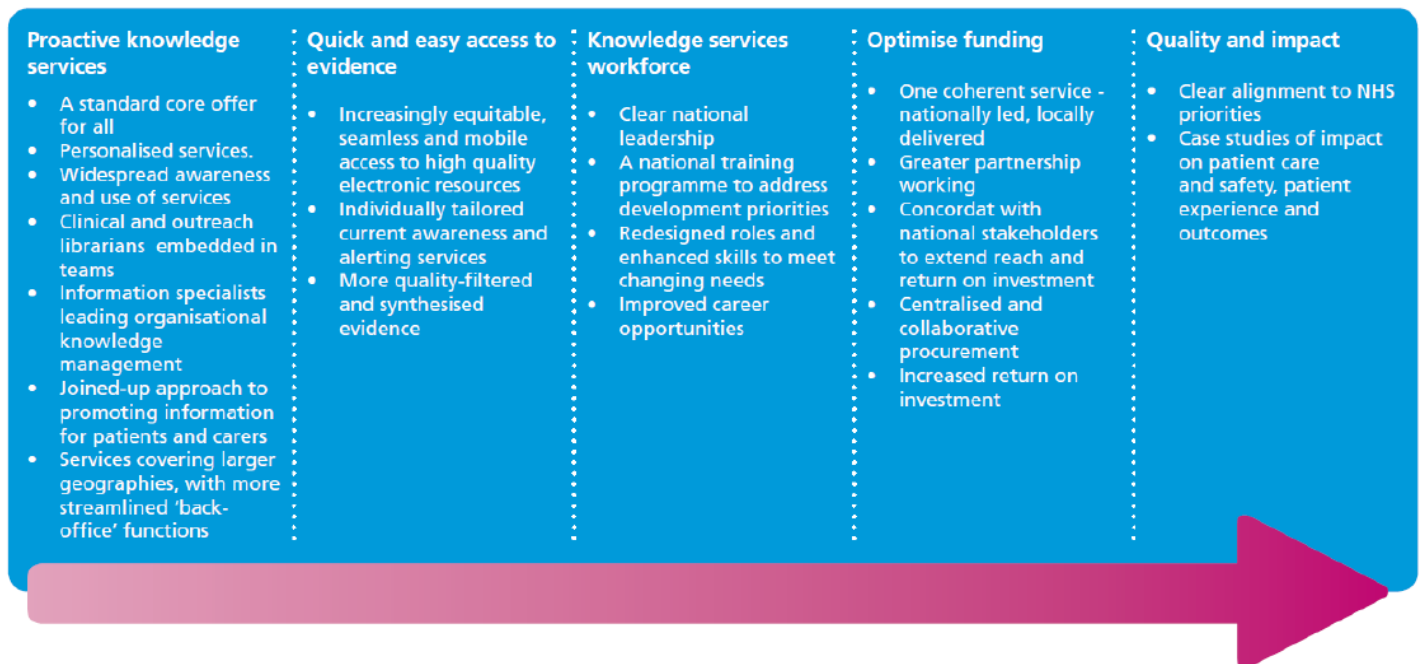 Proactive knowledge
services
• A standard core offer
for all
• Personalised services.
• Widespread awareness
and use of services
• Clinical and outreach
librarians embedded in
teams
• Information specialists
leading organisational
knowledge
management
• Joined-up approach to
promoting information
for patients and carers
• Services covering larger
geographies, with more
streamlined ‘back-
office’ functions
Quick and easy access to
evidence
• Increasingly equitable,
seamless and mobile
access to high quality
electronic resources
• Individually tailored
current awareness and
alerting services
• More quality-filtered
and synthesised
evidence
Knowledge services
workforce
• Clear national
leadership
• A national training
programme to address
development priorities
• Redesigned roles and
enhanced skills to meet
changing needs
• Improved career
opportunities
Optimise funding
• One coherent service -
nationally led, locally
delivered
• Greater partnership
working
• Concordat with
national stakeholders
to extend reach and
return on investment
• Centralised and
collaborative
procurement
• Increased return on
investment
Quality and impact
• Clear alignment to NHS
priorities
• Case studies of impact
on patient care
and safety, patient
experience and
outcomes